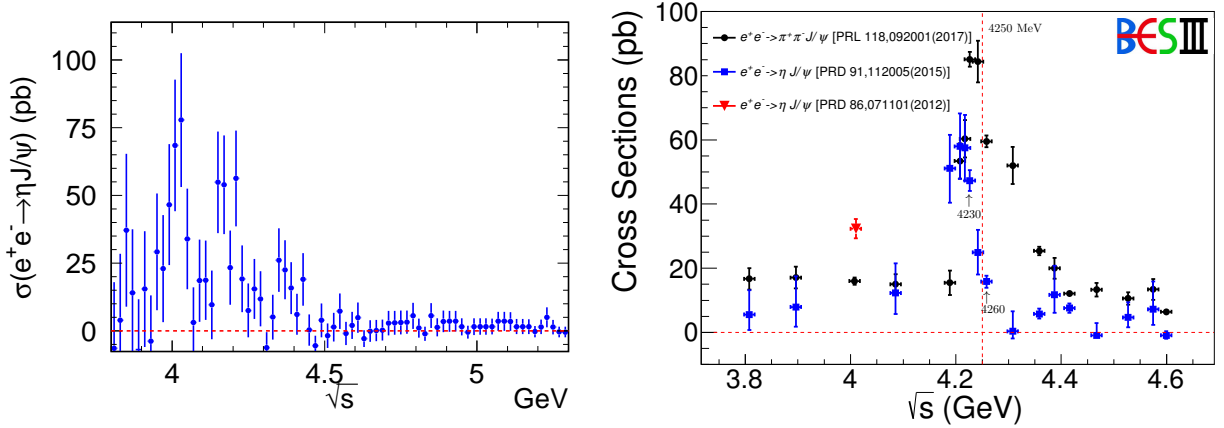 σ(e⁺e⁻→ηJ/ψ) (pb)
100
75
50
25
0
4
4.5
5
√s
GeV
Cross Sections (pb)
100
80
60
40
20
0
e⁺e⁻->π⁺π⁻J/ψ [PRL 118,092001(2017)]
e⁺e⁻->η J/ψ [PRD 91,112005(2015)]
e⁺e⁻->η J/ψ [PRD 86,071101(2012)]
4250 MeV
BESIII
↑
4230
↑
4260
3.8
4
4.2
4.4
4.6
√s (GeV)